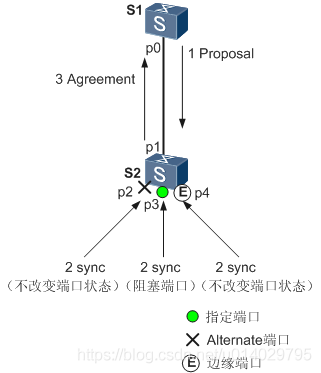 S1
S
p0
1 Proposal
3 Agreement
p1
S2
S
p2
E
p4
p3
2 sync
2 sync
2 sync
(不改变端口状态)
(阻塞端口)
(不改变端口状态)
指定端口
Alternate端口
E
边缘端口
https://blog.csdn.net/u014029795